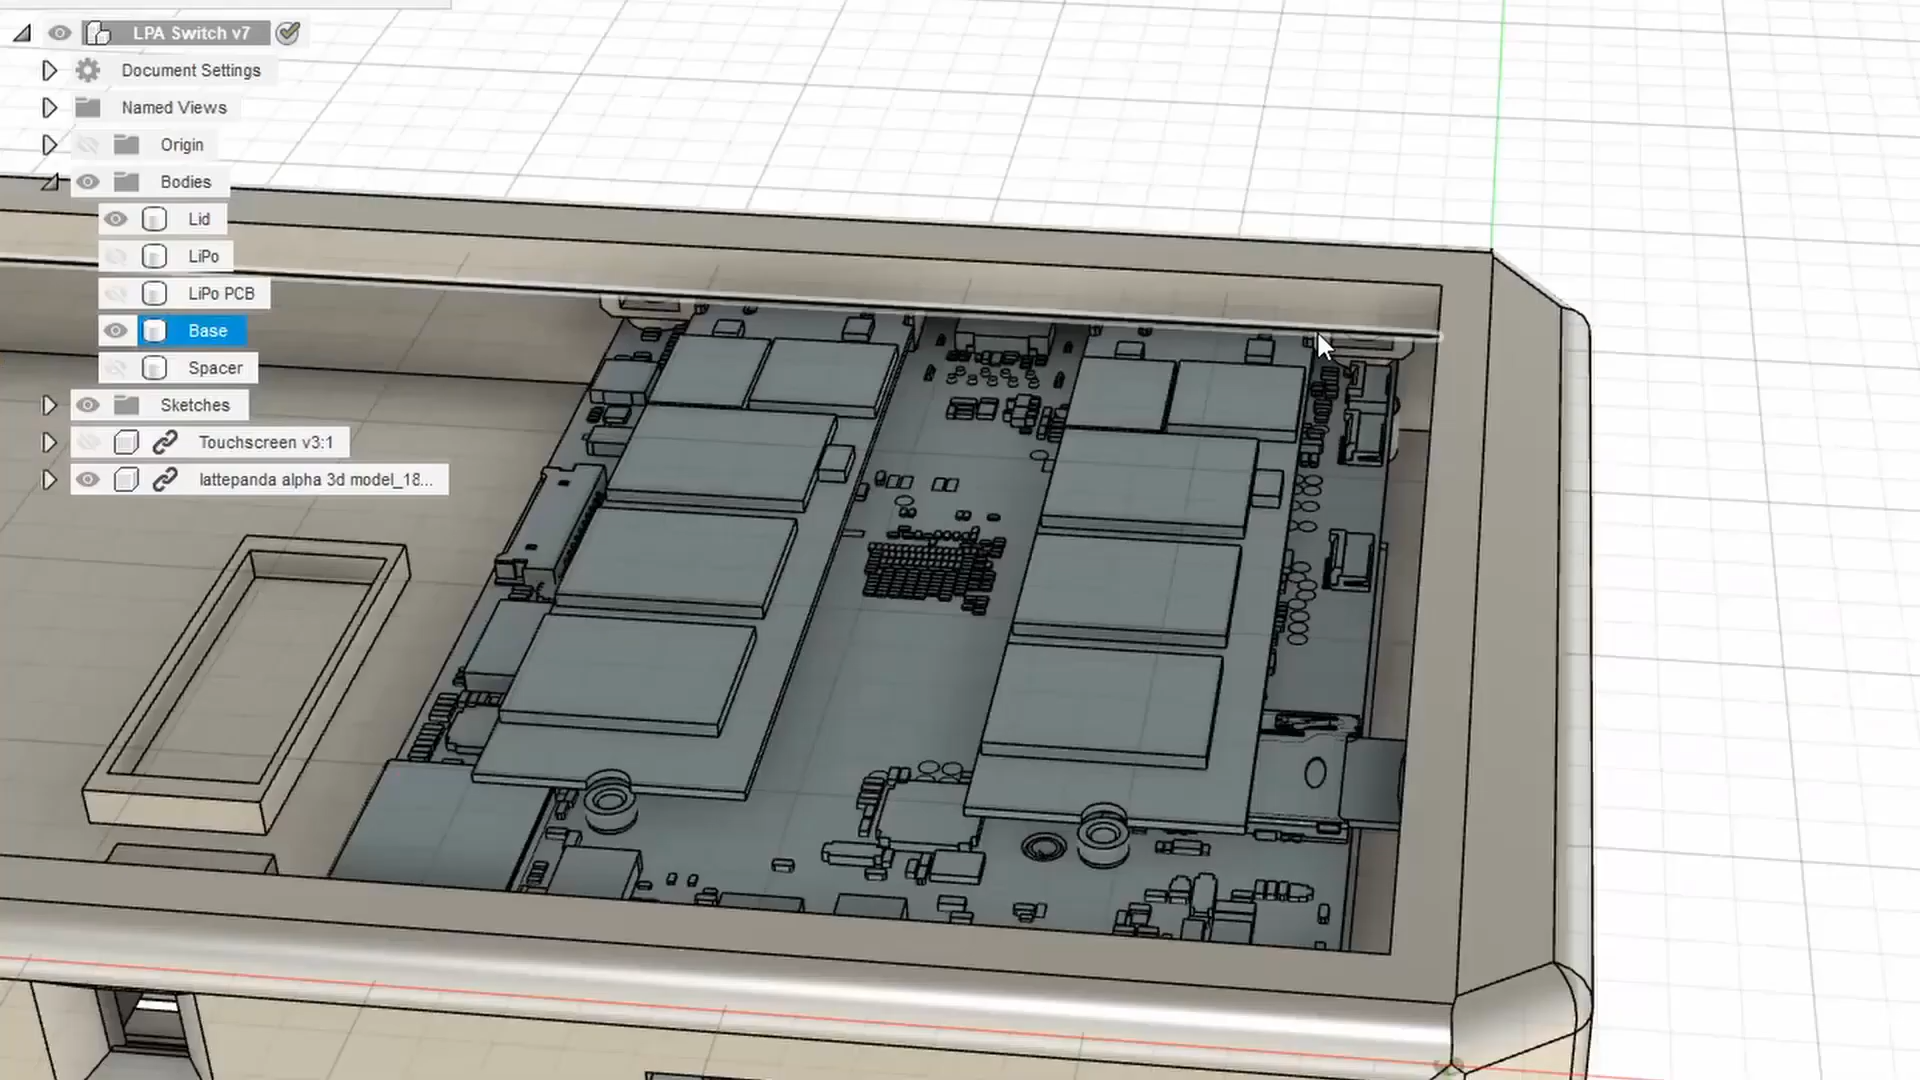 LPA Switch v7
Document Settings
Named Views
Origin
Bodies
Lid
LiPo
LiPo PCB
Base
Spacer
Sketches
Touchscreen v3:1
lattepanda alpha 3d model_18...